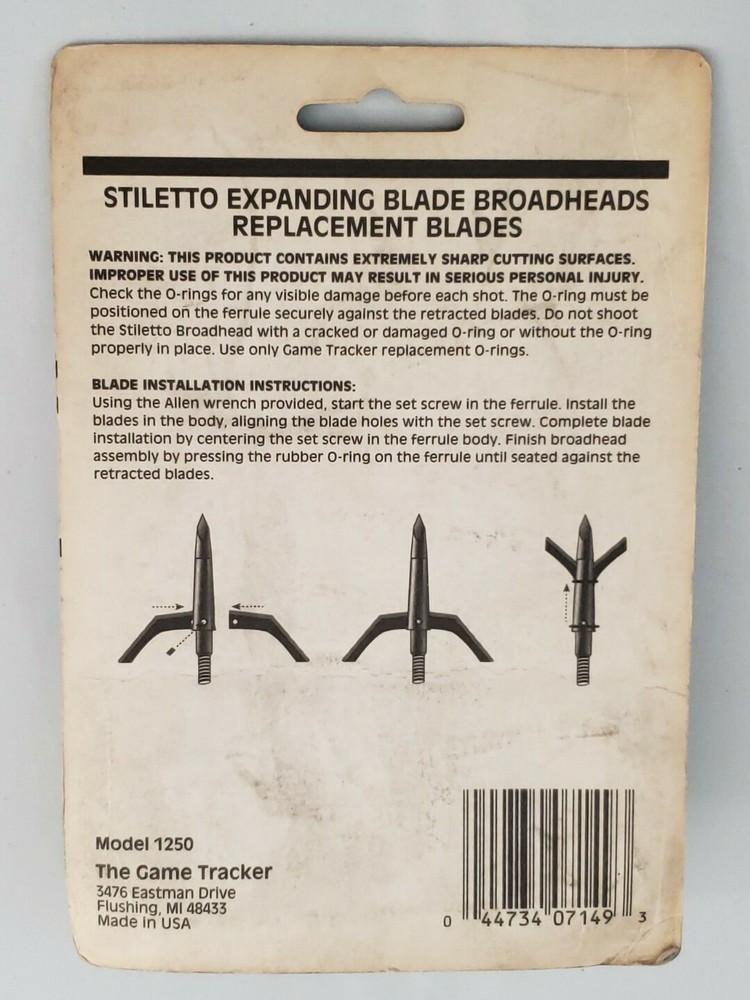 STILETTO EXPANDING BLADE BROADHEADS
REPLACEMENT BLADES
WARNING: THIS PRODUCT CONTAINS EXTREMELY SHARP CUTTING SURFACES.
IMPROPER USE OF THIS PRODUCT MAY RESULT IN SERIOUS PERSONAL INJURY.
Check the O-rings for any visible damage before each shot. The O-ring must be
positioned on the ferrule securely against the retracted blades. Do not shoot
the Stiletto Broadhead with a cracked or damaged O-ring or without the O-ring
properly in place. Use only Game Tracker replacement O-rings.
BLADE INSTALLATION INSTRUCTIONS:
Using the Allen wrench provided, start the set screw in the ferrule. Install the
blades in the body, aligning the blade holes with the set screw. Complete blade
installation by centering the set screw in the ferrule body. Finish broadhead
assembly by pressing the rubber O-ring on the ferrule until seated against the
retracted blades.
Model 1250
The Game Tracker
3476 Eastman Drive
Flushing, MI 48433
Made in USA
0 44734 07149 3